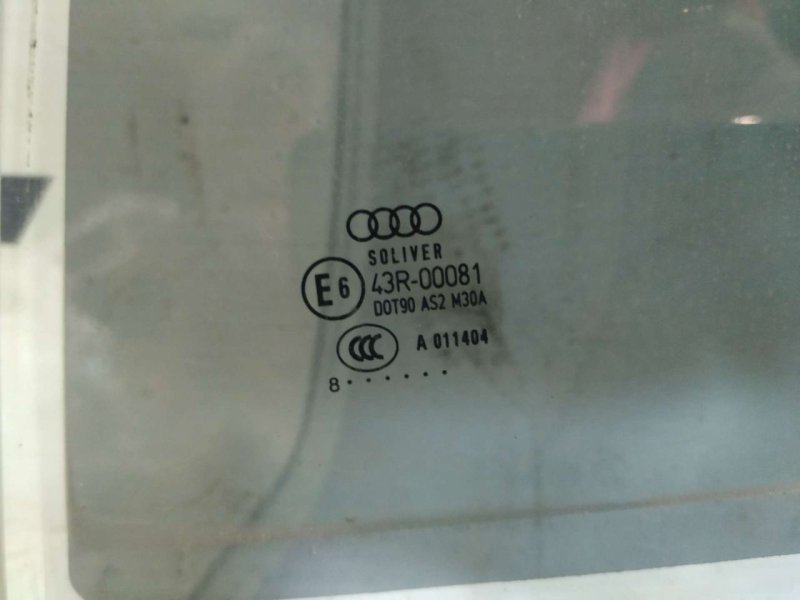 SOLIVER
E6 43R-00081
DOT90 AS2 M30A
CCC A 011404
8 . . . . . .